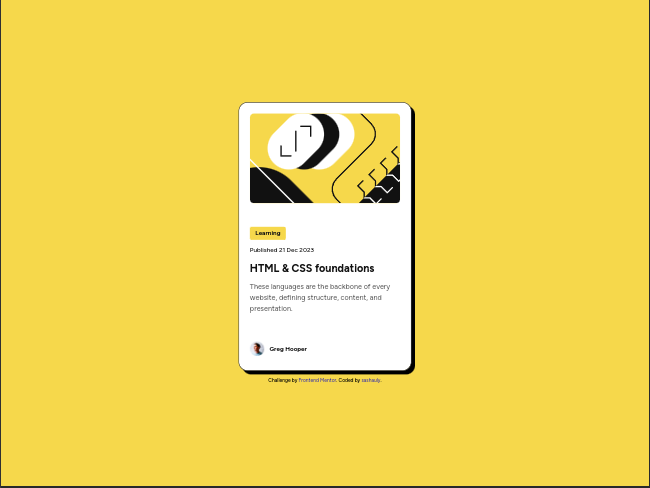 Learning
Published 21 Dec 2023
HTML & CSS foundations
These languages are the backbone of every
website, defining structure, content, and
presentation.
Greg Hooper
Challenge by Frontend Mentor. Coded by sashauly.